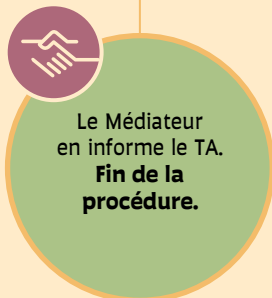 Le Médiateur
en informe le TA.
Fin de la
procédure.